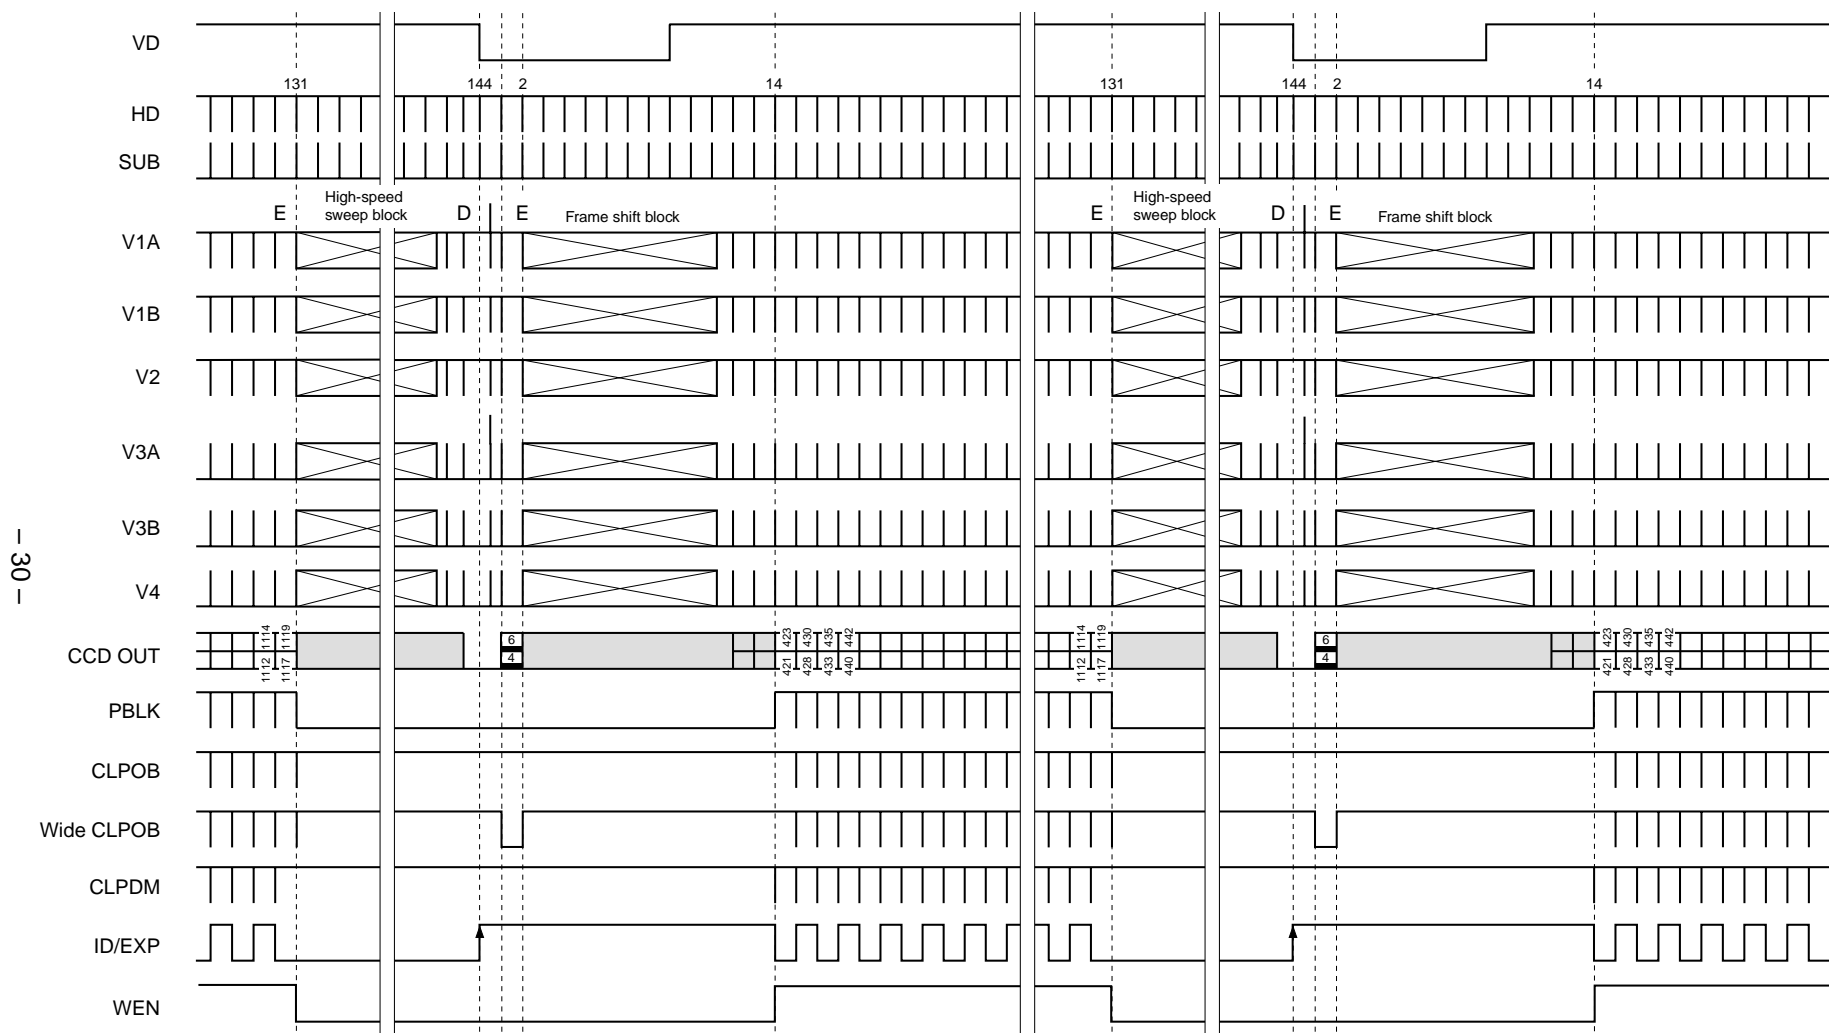 VD
131 144 2 14 131 144 2 14
HD
SUB
High-speed
sweep block
High-speed
sweep block
E D E Frame shift block E D E Frame shift block
V1A
V1B
V2
V3A
V3B
V4
1114 1119 6 423 430 435 442 1114 1119 6 423 430 435 442
CCD OUT
1112 1117 4 421 428 433 440 1112 1117 4 421 428 433 440
PBLK
CLPOB
Wide CLPOB
CLPDM
ID/EXP
WEN
– 30 –